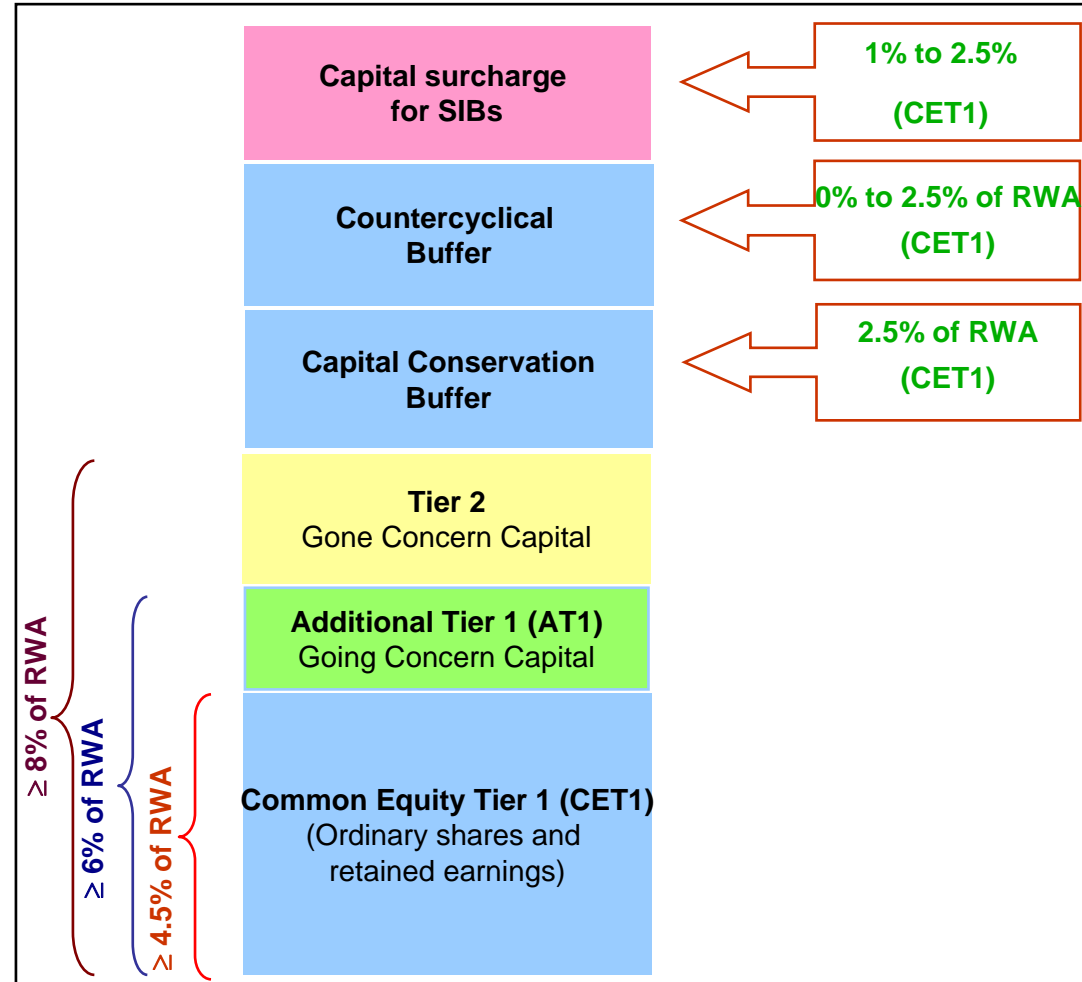 Capital surcharge
for SIBs
1% to 2.5%
(CET1)
Countercyclical
Buffer
0% to 2.5% of RWA
(CET1)
Capital Conservation
Buffer
2.5% of RWA
(CET1)
Tier 2
Gone Concern Capital
Additional Tier 1 (AT1)
Going Concern Capital
Common Equity Tier 1 (CET1)
(Ordinary shares and
retained earnings)
≥ 8% of RWA
≥ 6% of RWA
≥ 4.5% of RWA